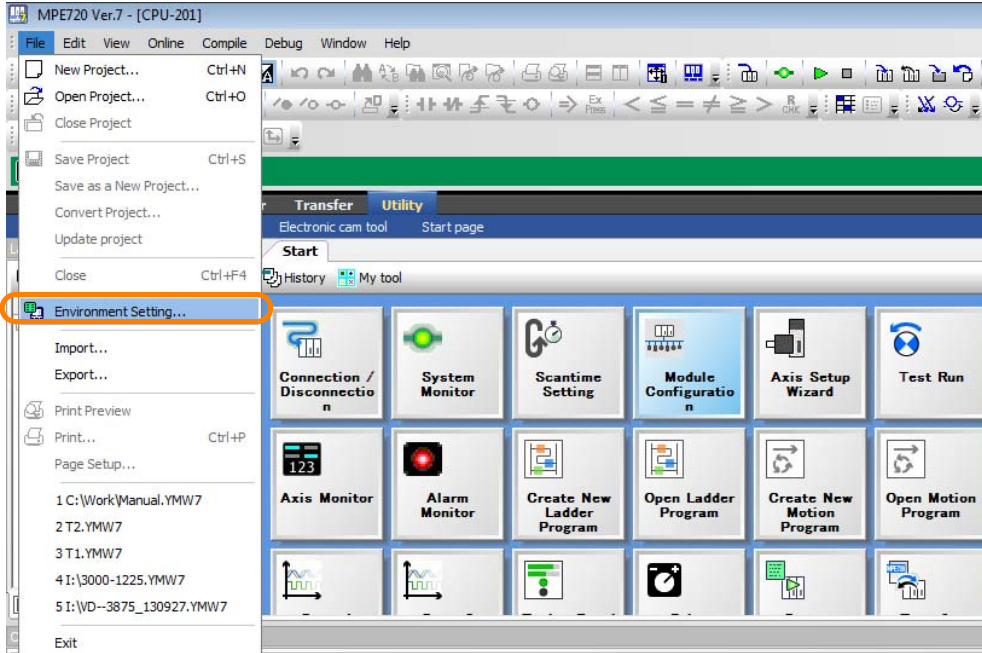 MPE720 Ver.7 - [CPU-201]
File Edit View Online Compile Debug Window Help
New Project... Ctrl+N
Open Project... Ctrl+O
Close Project
Save Project Ctrl+S
Save as a New Project...
Convert Project...
Update project
Close Ctrl+F4
Environment Setting...
Import...
Export...
Print Preview
Print... Ctrl+P
Page Setup...
1 C:\Work\Manual.YMW7
2 T2.YMW7
3 T1.YMW7
4 I:\3000-1225.YMW7
5 I:\VD--3875_130927.YMW7
Exit
Transfer Utility
Electronic cam tool Start page
Start
History My tool
Connection / Disconnectio n
System Monitor
Scantime Setting
Module Configuratio n
Axis Setup Wizard
Test Run
123
Axis Monitor
Alarm Monitor
Create New Ladder Program
Open Ladder Program
Create New Motion Program
Open Motion Program